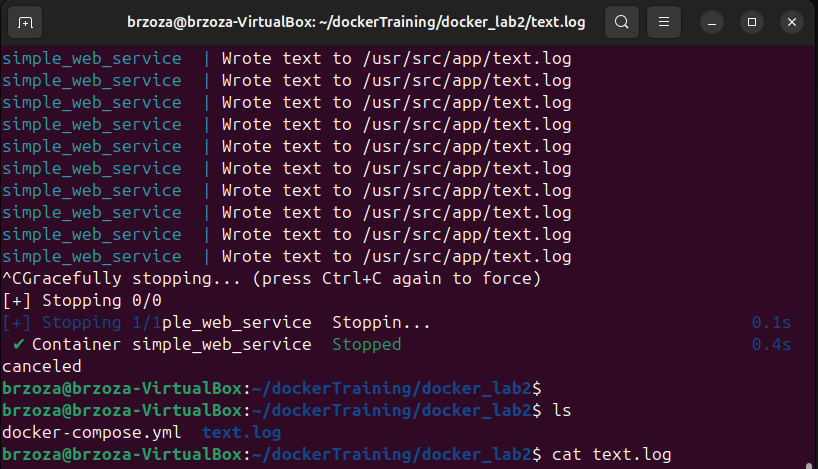 brzoza@brzoza-VirtualBox: ~/dockerTraining/docker_lab2/text.log
simple_web_service  | Wrote text to /usr/src/app/text.log
simple_web_service  | Wrote text to /usr/src/app/text.log
simple_web_service  | Wrote text to /usr/src/app/text.log
simple_web_service  | Wrote text to /usr/src/app/text.log
simple_web_service  | Wrote text to /usr/src/app/text.log
simple_web_service  | Wrote text to /usr/src/app/text.log
simple_web_service  | Wrote text to /usr/src/app/text.log
simple_web_service  | Wrote text to /usr/src/app/text.log
simple_web_service  | Wrote text to /usr/src/app/text.log
simple_web_service  | Wrote text to /usr/src/app/text.log
^CGracefully stopping... (press Ctrl+C again to force)
[+] Stopping 0/0
[+] Stopping 1/1ple_web_service  Stoppin... 0.1s
✔ Container simple_web_service  Stopped 0.4s
canceled
brzoza@brzoza-VirtualBox:~/dockerTraining/docker_lab2$
brzoza@brzoza-VirtualBox:~/dockerTraining/docker_lab2$ ls
docker-compose.yml  text.log
brzoza@brzoza-VirtualBox:~/dockerTraining/docker_lab2$ cat text.log